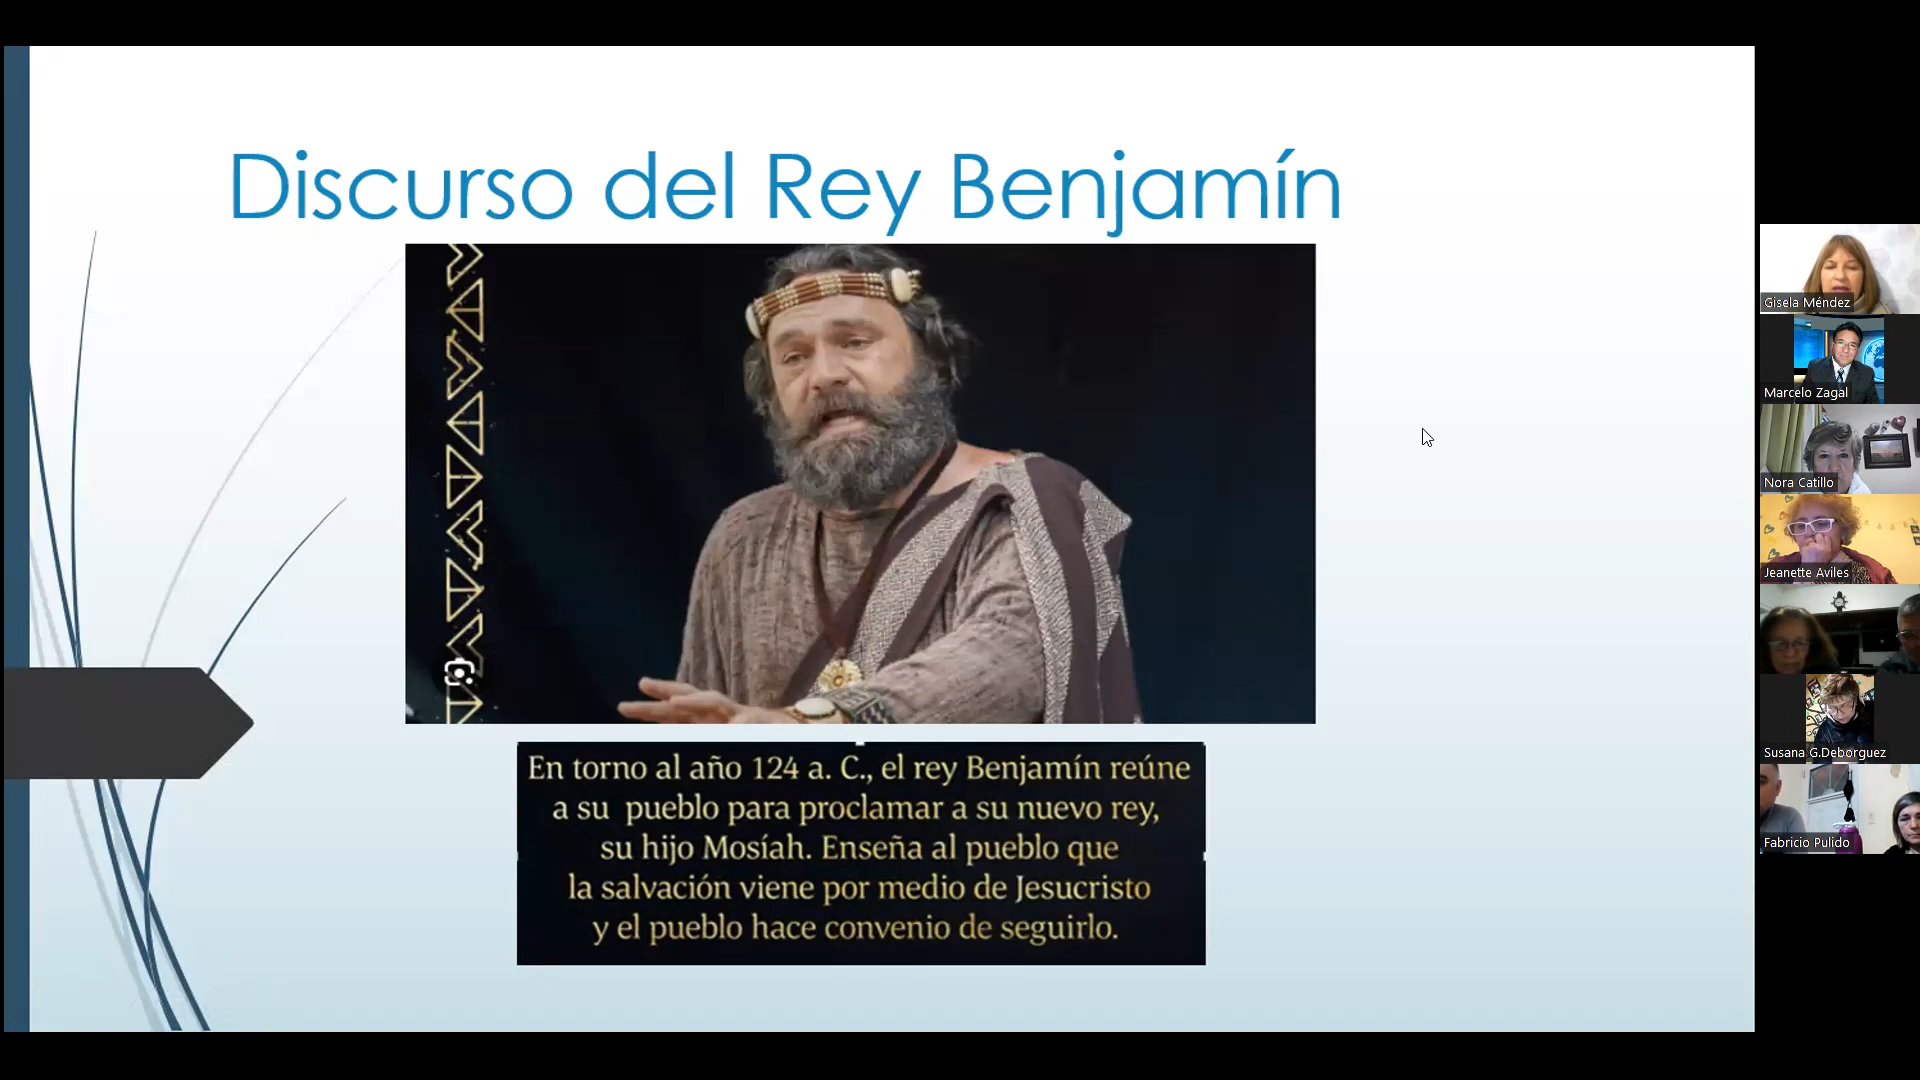 Discurso del Rey Benjamín
En torno al año 124 a. C., el rey Benjamín reúne
a su pueblo para proclamar a su nuevo rey,
su hijo Mosíah. Enseña al pueblo que
la salvación viene por medio de Jesucristo
y el pueblo hace convenio de seguirlo.
Gisela Méndez
Marcelo Zagal
Nora Catillo
Jeanette Aviles
Susana G.Deborguez
Fabricio Pulido